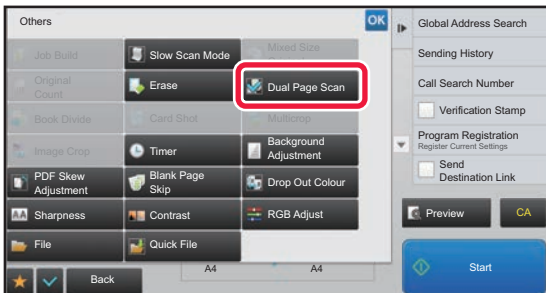 Others
OK
Job Build
Slow Scan Mode
Mixed Size
Original
Count
Erase
Dual Page Scan
Book Divide
Card Shot
Multicrop
Image Crop
Timer
Background
Adjustment
PDF Skew
Adjustment
Blank Page
Skip
Drop Out Colour
AA Sharpness
Contrast
RGB Adjust
File
Quick File
Back
A4
A4
Global Address Search
Sending History
Call Search Number
Verification Stamp
Program Registration
Register Current Settings
Send
Destination Link
Preview
CA
Start